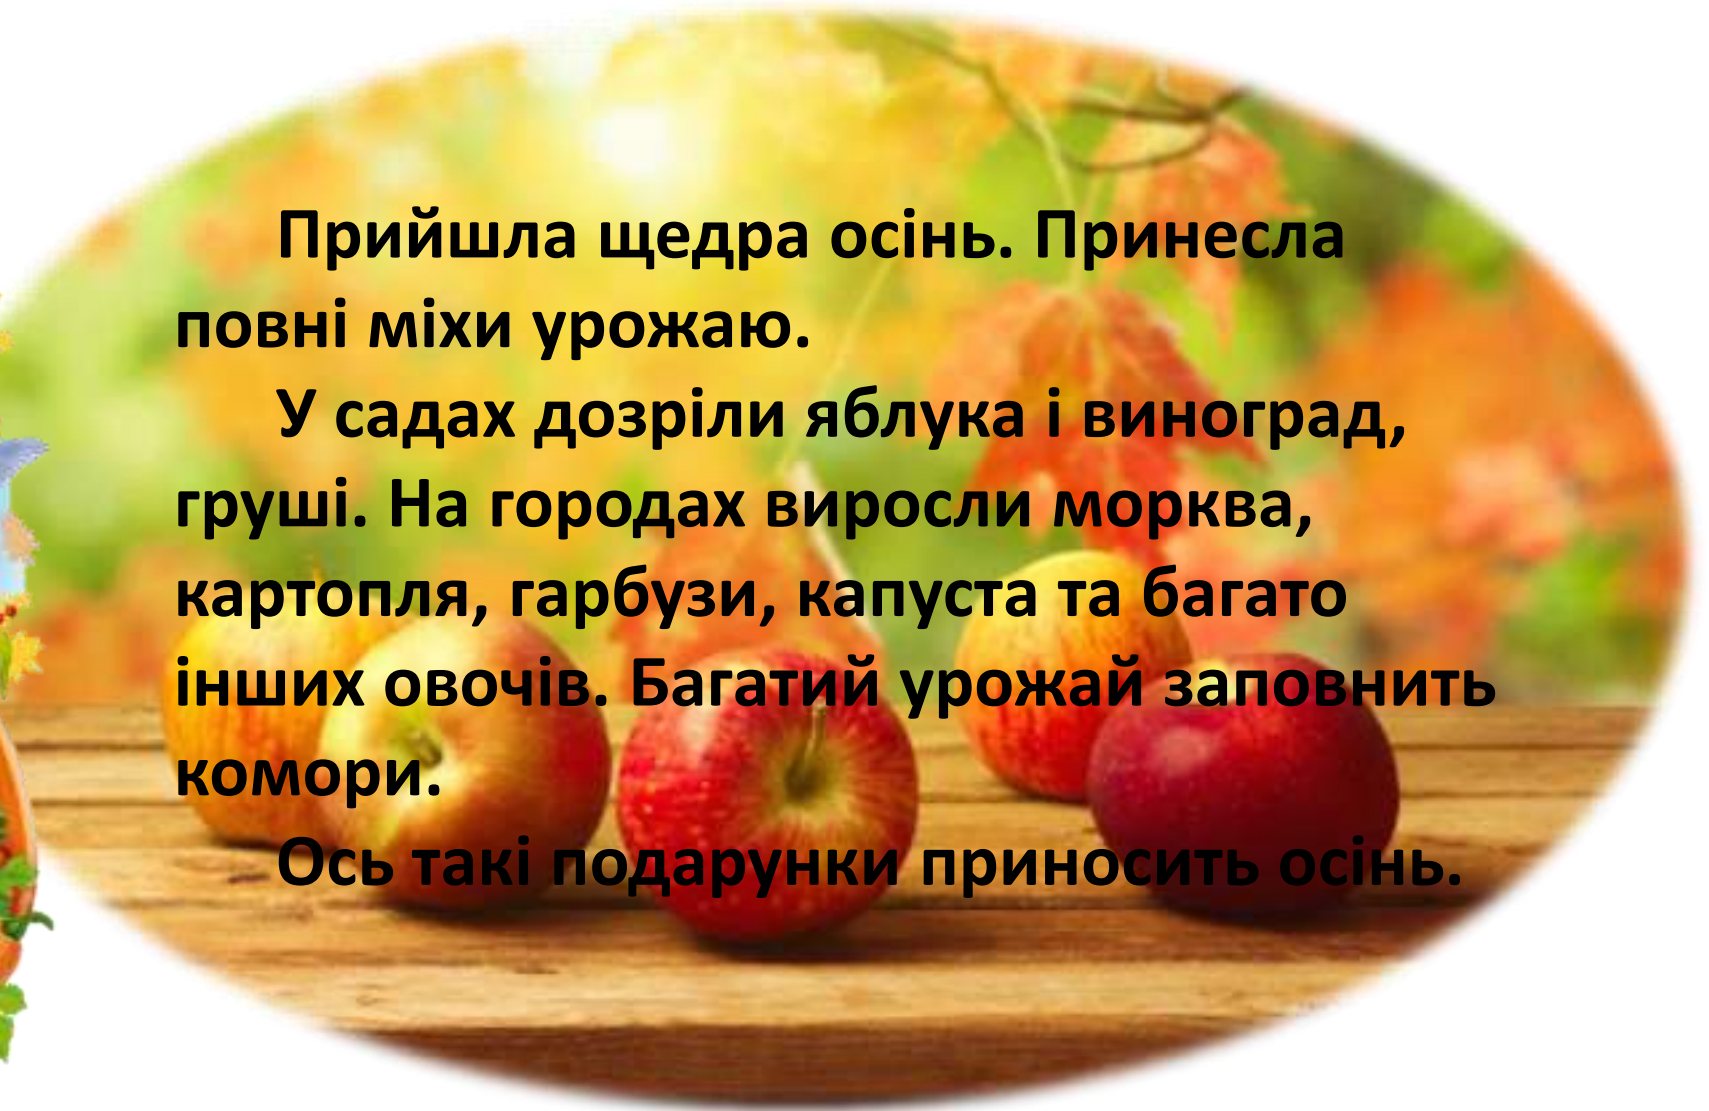 Прийшла щедра осінь. Принесла
повні міхи урожаю.
У садах дозріли яблука і виноград,
груші. На городах виросли морква,
картопля, гарбузи, капуста та багато
інших овочів. Багатий урожай заповнить
комори.
Ось такі подарунки приносить осінь.